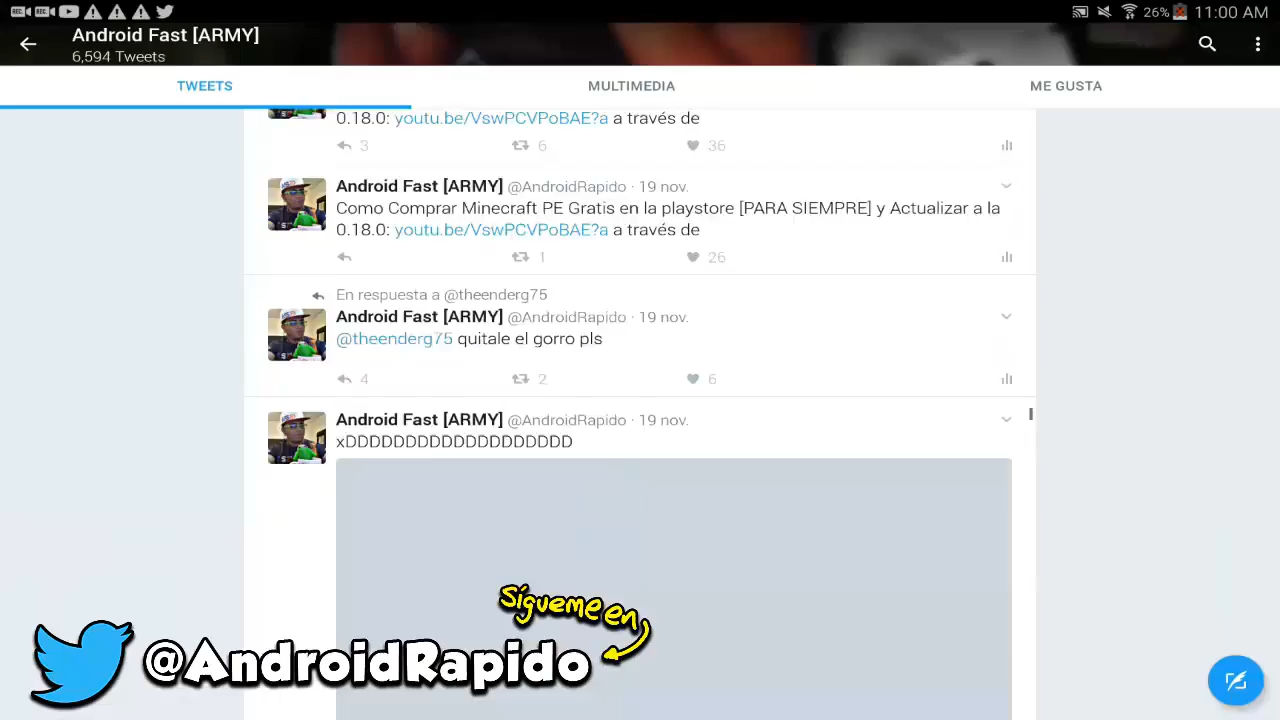 REC REC
26% 11:00 AM
Android Fast [ARMY]
6,594 Tweets
TWEETS
MULTIMEDIA
ME GUSTA
0.18.0: youtu.be/VswPCVPoBAE?a a través de
3 6 36
Android Fast [ARMY] @AndroidRapido · 19 nov.
Como Comprar Minecraft PE Gratis en la playstore [PARA SIEMPRE] y Actualizar a la
0.18.0: youtu.be/VswPCVPoBAE?a a través de
1 26
En respuesta a @theenderg75
Android Fast [ARMY] @AndroidRapido · 19 nov.
@theenderg75 quitale el gorro pls
4 2 6
Android Fast [ARMY] @AndroidRapido · 19 nov.
xDDDDDDDDDDDDDDDDDDD
Sígueme en
@AndroidRapido